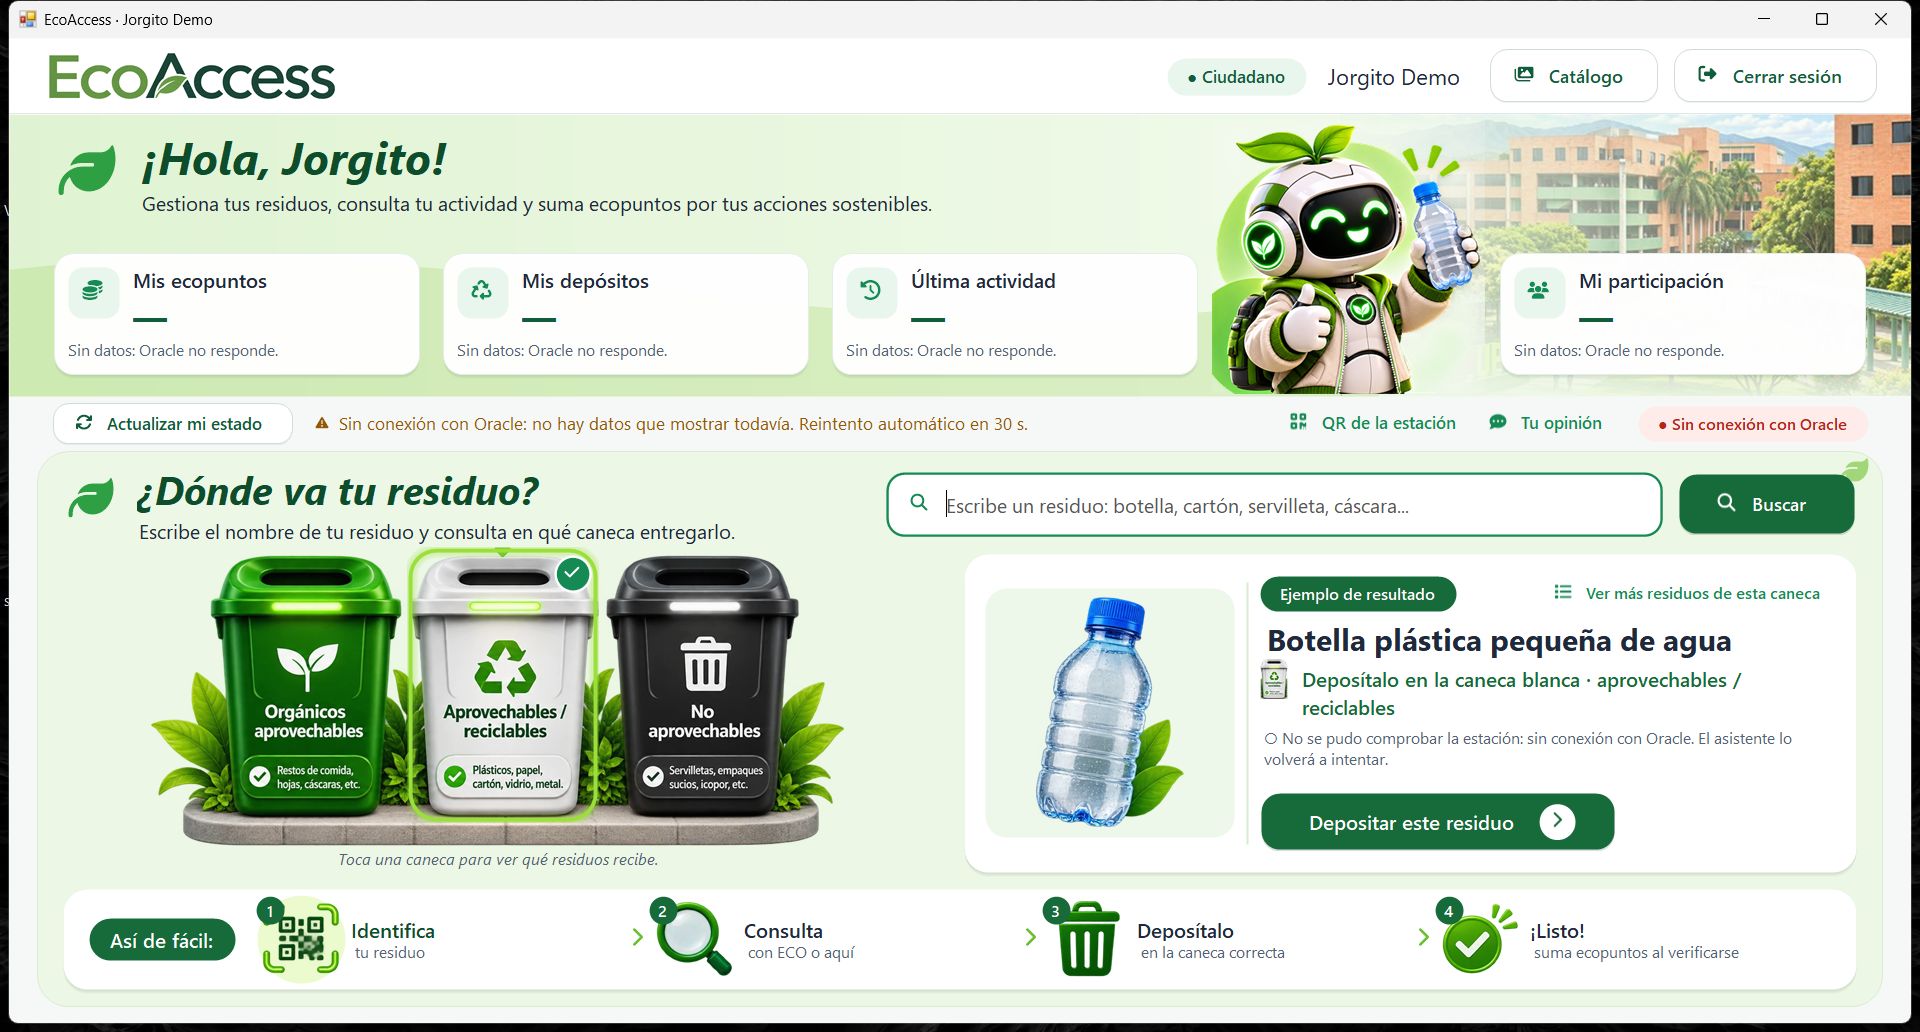 EcoAccess · Jorgito Demo
EcoAccess
● Ciudadano
Jorgito Demo
Catálogo
Cerrar sesión
¡Hola, Jorgito!
Gestiona tus residuos, consulta tu actividad y suma ecopuntos por tus acciones sostenibles.
Mis ecopuntos
Sin datos: Oracle no responde.
Mis depósitos
Sin datos: Oracle no responde.
Última actividad
Sin datos: Oracle no responde.
Mi participación
Sin datos: Oracle no responde.
Actualizar mi estado
Sin conexión con Oracle: no hay datos que mostrar todavía. Reintento automático en 30 s.
QR de la estación
Tu opinión
● Sin conexión con Oracle
¿Dónde va tu residuo?
Escribe el nombre de tu residuo y consulta en qué caneca entregarlo.
Escribe un residuo: botella, cartón, servilleta, cáscara...
Buscar
Orgánicos
aprovechables
Restos de comida,
hojas, cáscaras, etc.
Aprovechables /
reciclables
Plásticos, papel,
cartón, vidrio, metal.
No
aprovechables
Servilletas, empaques
sucios, icopor, etc.
Toca una caneca para ver qué residuos recibe.
Ejemplo de resultado
Ver más residuos de esta caneca
Botella plástica pequeña de agua
Deposítalo en la caneca blanca · aprovechables /
reciclables
○ No se pudo comprobar la estación: sin conexión con Oracle. El asistente lo
volverá a intentar.
Depositar este residuo
Así de fácil:
1
Identifica
tu residuo
2
Consulta
con ECO o aquí
3
Deposítalo
en la caneca correcta
4
¡Listo!
suma ecopuntos al verificarse